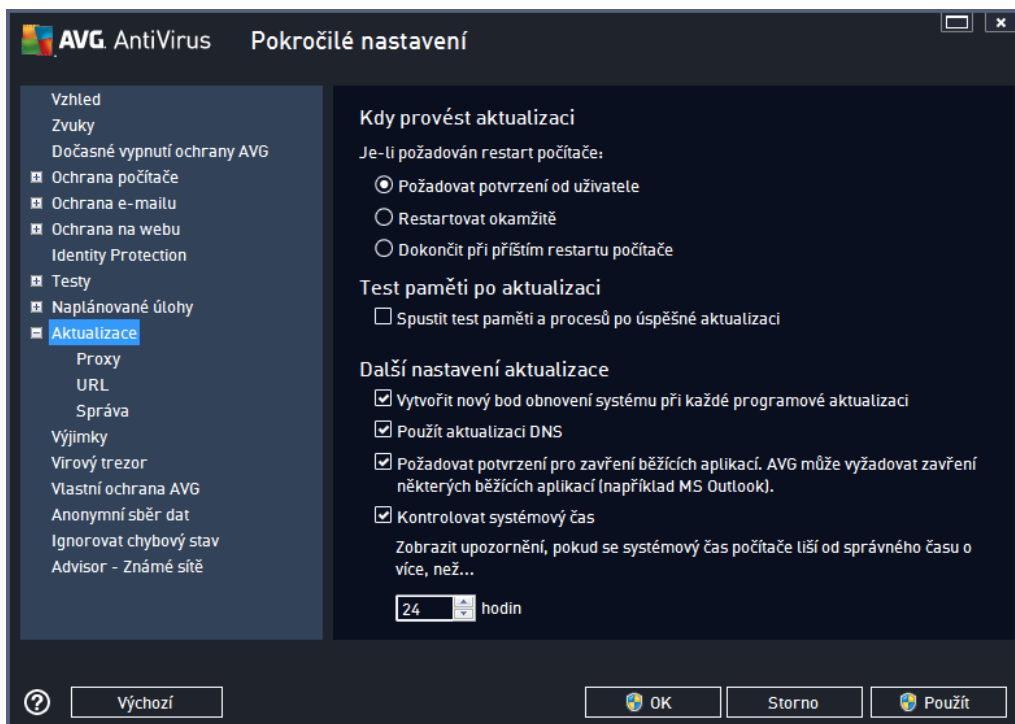 AVG AntiVirus Pokročilé nastavení
Vzhled
Zvuky
Dočasné vypnutí ochrany AVG
Ochrana počítače
Ochrana e-mailu
Ochrana na webu
Identity Protection
Testy
Naplánované úlohy
Aktualizace
Proxy
URL
Správa
Výjimky
Virový trezor
Vlastní ochrana AVG
Anonymní sběr dat
Ignorovat chybový stav
Advisor - Známé sítě
Kdy provést aktualizaci
Je-li požadován restart počítače:
Požadovat potvrzení od uživatele
Restartovat okamžitě
Dokončit při příštím restartu počítače
Test paměti po aktualizaci
Spustit test paměti a procesů po úspěšné aktualizaci
Další nastavení aktualizace
Vytvořit nový bod obnovení systému při každé programové aktualizaci
Použít aktualizaci DNS
Požadovat potvrzení pro zavření běžících aplikací. AVG může vyžadovat zavření
některých běžících aplikací (například MS Outlook).
Kontrolovat systémový čas
Zobrazit upozornění, pokud se systémový čas počítače liší od správného času o
více, než...
24 hodin
Výchozí
OK
Storno
Použít